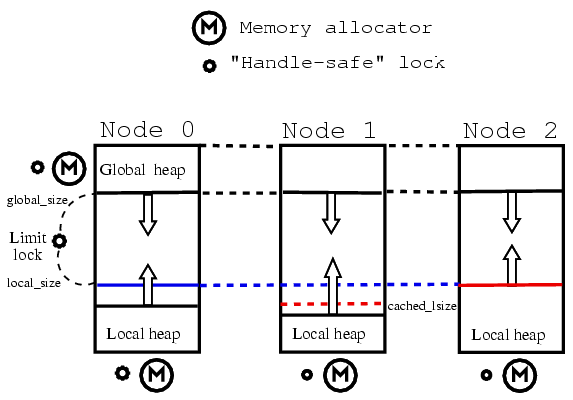 M Memory allocator
"Handle-safe" lock
Node 0 Node 1 Node 2
M Global heap
global_size
Limit
lock
local_size
cached_lsize
Local heap Local heap Local heap
M M M